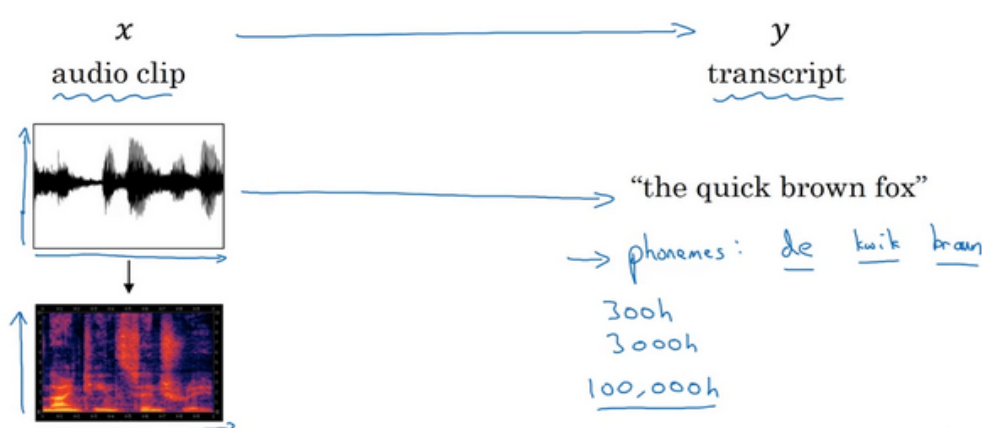 x y
audio clip transcript
"the quick brown fox"
phonemes: de kwik braun
300h
3000h
100,000h